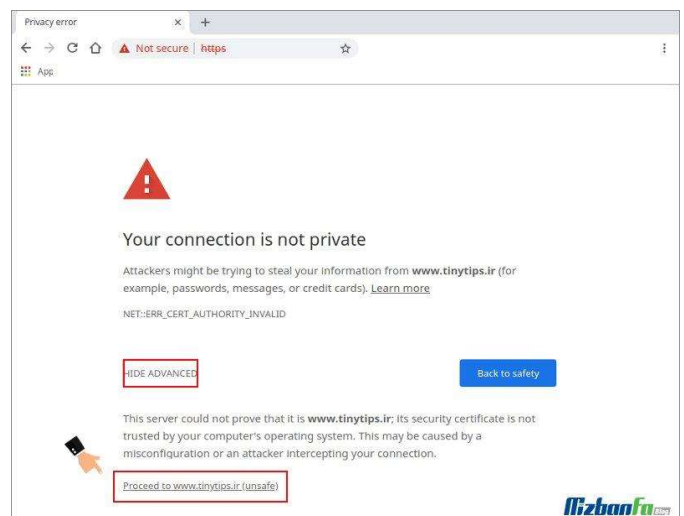 Privacy error
Not secure | https
App
Your connection is not private
Attackers might be trying to steal your information from www.tinytips.ir (for
example, passwords, messages, or credit cards). Learn more
NET::ERR_CERT_AUTHORITY_INVALID
HIDE ADVANCED
Back to safety
This server could not prove that it is www.tinytips.ir; its security certificate is not
trusted by your computer's operating system. This may be caused by a
misconfiguration or an attacker intercepting your connection.
Proceed to www.tinytips.ir (unsafe)
MizbanFa Blog